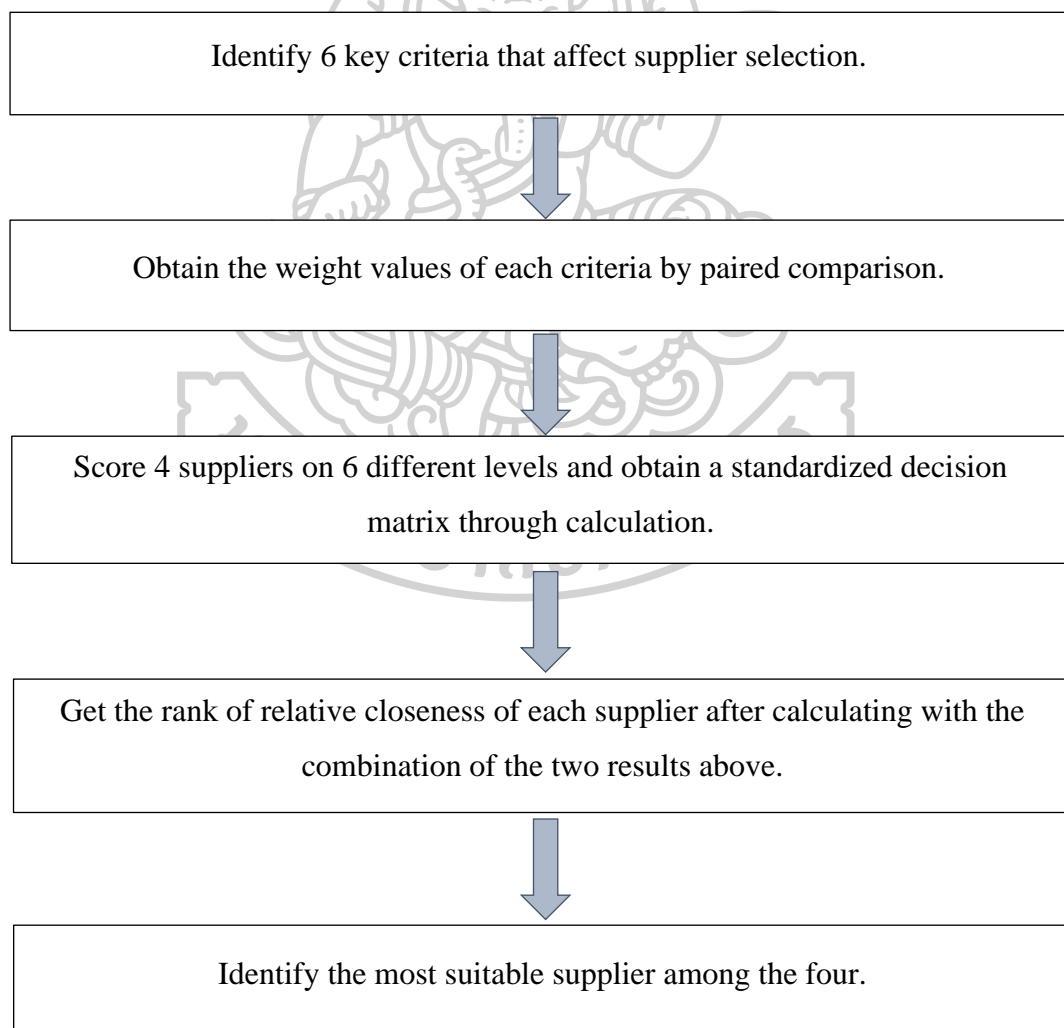 Identify 6 key criteria that affect supplier selection.
Obtain the weight values of each criteria by paired comparison.
Score 4 suppliers on 6 different levels and obtain a standardized decision
matrix through calculation.
Get the rank of relative closeness of each supplier after calculating with the
combination of the two results above.
Identify the most suitable supplier among the four.